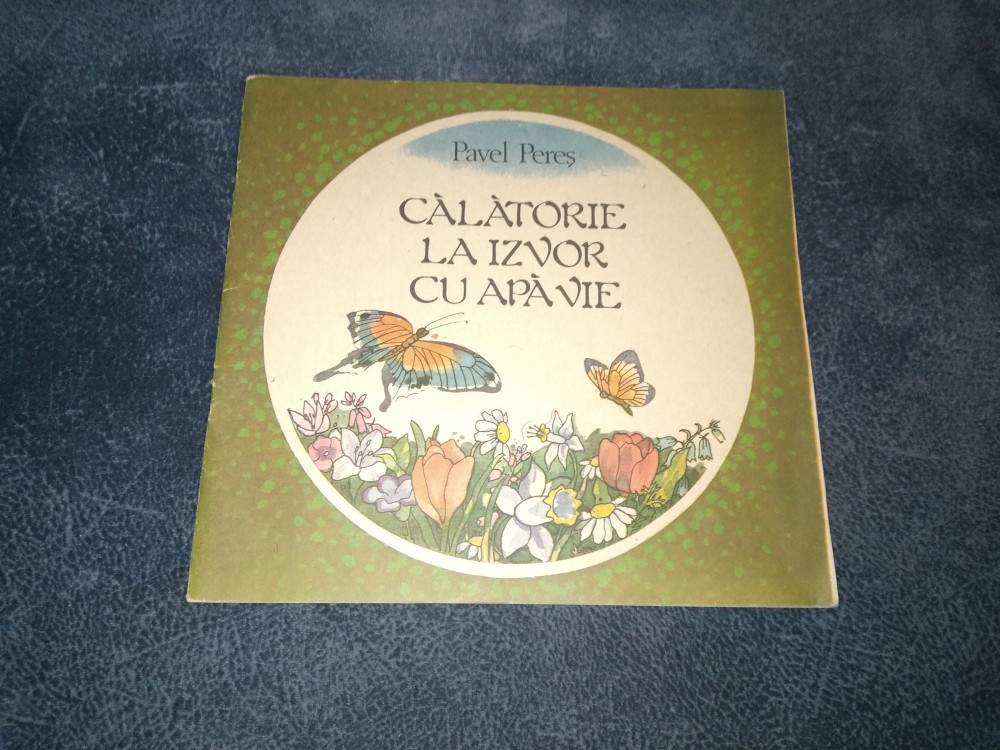 Pavel Pereș
CĂLĂTORIE
LA IZVOR
CU APĂ VIE